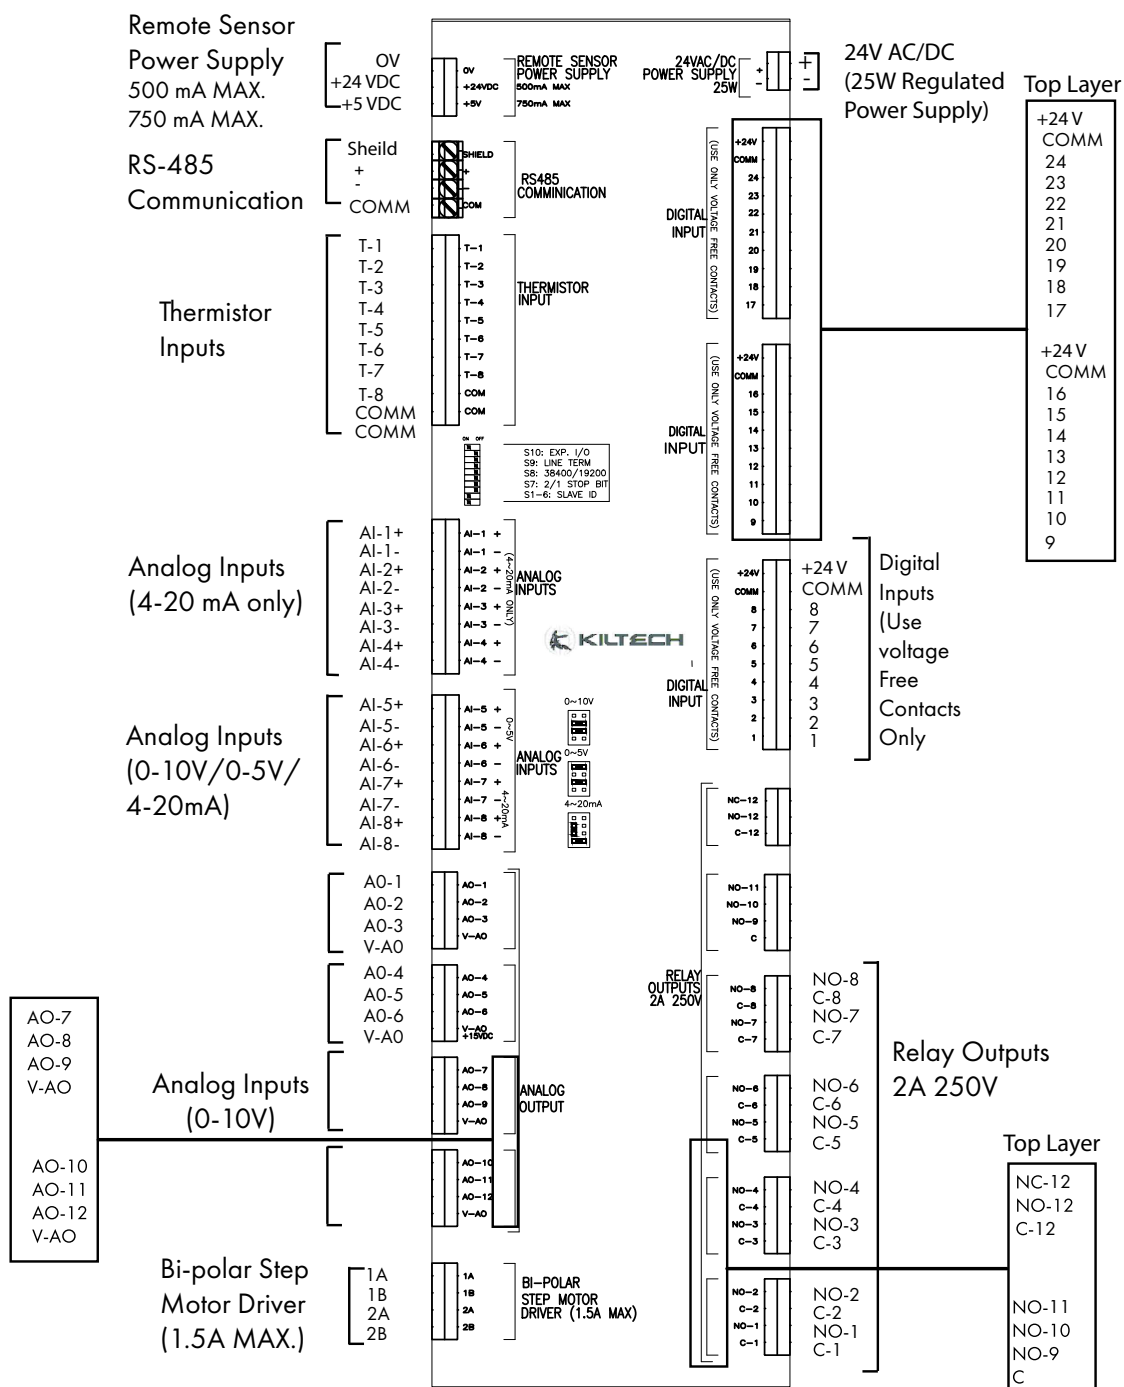 Remote Sensor
Power Supply
500 mA MAX.
750 mA MAX.
OV
+24 VDC
+5 VDC
0V
+24VDC
+5V
REMOTE SENSOR
POWER SUPPLY
500mA MAX
750mA MAX
24VAC/DC
POWER SUPPLY
25W
+
-
+
-
24V AC/DC
(25W Regulated
Power Supply)
RS-485
Communication
Sheild
+
-
COMM
SHIELD
+
-
COM
RS485
COMMINICATION
Thermistor
Inputs
T-1
T-2
T-3
T-4
T-5
T-6
T-7
T-8
COMM
COMM
T-1
T-2
T-3
T-4
T-5
T-6
T-7
T-8
COM
COM
THERMISTOR
INPUT
ON OFF
S10: EXP. I/O
S9: LINE TERM
S8: 38400/19200
S7: 2/1 STOP BIT
S1-6: SLAVE ID
Analog Inputs
(4-20 mA only)
AI-1+
AI-1-
AI-2+
AI-2-
AI-3+
AI-3-
AI-4+
AI-4-
AI-1 +
AI-1 -
AI-2 +
AI-2 -
AI-3 +
AI-3 -
AI-4 +
AI-4 -
(4~20mA ONLY)
ANALOG
INPUTS
KILTECH
Analog Inputs
(0-10V/0-5V/
4-20mA)
AI-5+
AI-5-
AI-6+
AI-6-
AI-7+
AI-7-
AI-8+
AI-8-
AI-5 +
AI-5 -
AI-6 +
AI-6 -
AI-7 +
AI-7 -
AI-8 +
AI-8 -
0~5V
4~20mA
ANALOG
INPUTS
0~10V
0~5V
4~20mA
A0-1
A0-2
A0-3
V-A0
AO-1
AO-2
AO-3
V-AO
A0-4
A0-5
A0-6
V-A0
AO-4
AO-5
AO-6
V-AO
+15VDC
AO-7
AO-8
AO-9
V-AO
AO-10
AO-11
AO-12
V-AO
Analog Inputs
(0-10V)
AO-7
AO-8
AO-9
V-AO
ANALOG
OUTPUT
AO-10
AO-11
AO-12
V-AO
Bi-polar Step
Motor Driver
(1.5A MAX.)
1A
1B
2A
2B
1A
1B
2A
2B
BI-POLAR
STEP MOTOR
DRIVER (1.5A MAX)
DIGITAL
INPUT
(USE ONLY VOLTAGE FREE CONTACTS)
+24V
COMM
24
23
22
21
20
19
18
17
DIGITAL
INPUT
(USE ONLY VOLTAGE FREE CONTACTS)
+24V
COMM
16
15
14
13
12
11
10
9
Top Layer
+24 V
COMM
24
23
22
21
20
19
18
17
+24 V
COMM
16
15
14
13
12
11
10
9
DIGITAL
INPUT
(USE ONLY VOLTAGE FREE CONTACTS)
+24V
COMM
8
7
6
5
4
3
2
1
+24 V
COMM
8
7
6
5
4
3
2
1
Digital
Inputs
(Use
voltage
Free
Contacts
Only
RELAY
OUTPUTS
2A 250V
NC-12
NO-12
C-12
NO-11
NO-10
NO-9
C
NO-8
C-8
NO-7
C-7
NO-6
C-6
NO-5
C-5
NO-4
C-4
NO-3
C-3
NO-2
C-2
NO-1
C-1
NO-8
C-8
NO-7
C-7
NO-6
C-6
NO-5
C-5
NO-4
C-4
NO-3
C-3
NO-2
C-2
NO-1
C-1
Relay Outputs
2A 250V
Top Layer
NC-12
NO-12
C-12
NO-11
NO-10
NO-9
C